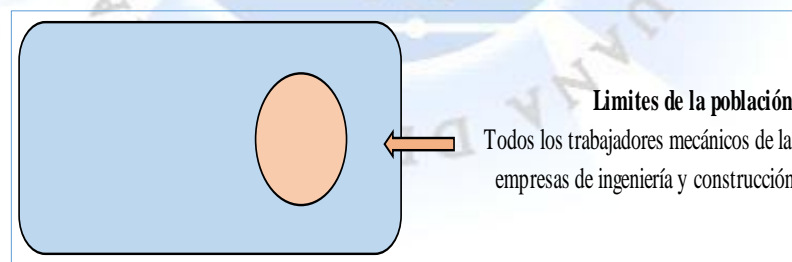 Limites de la población
Todos los trabajadores mecánicos de la
empresas de ingeniería y construcción